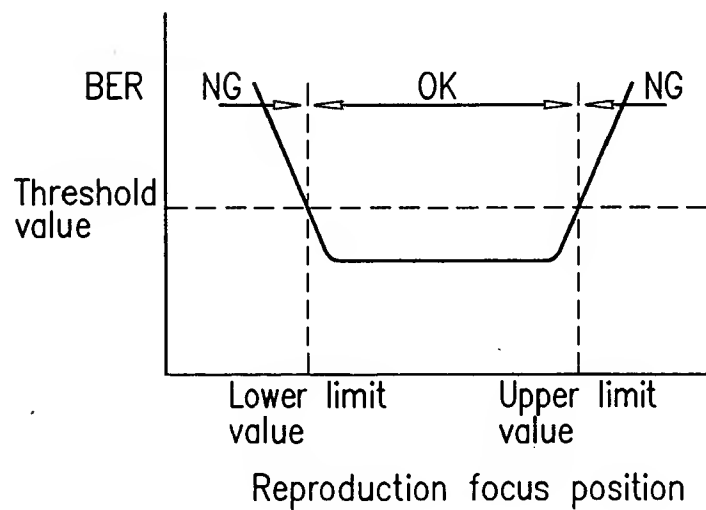 BER
NG
OK
NG
Threshold
value
Lower limit
value
Upper limit
value
Reproduction focus position